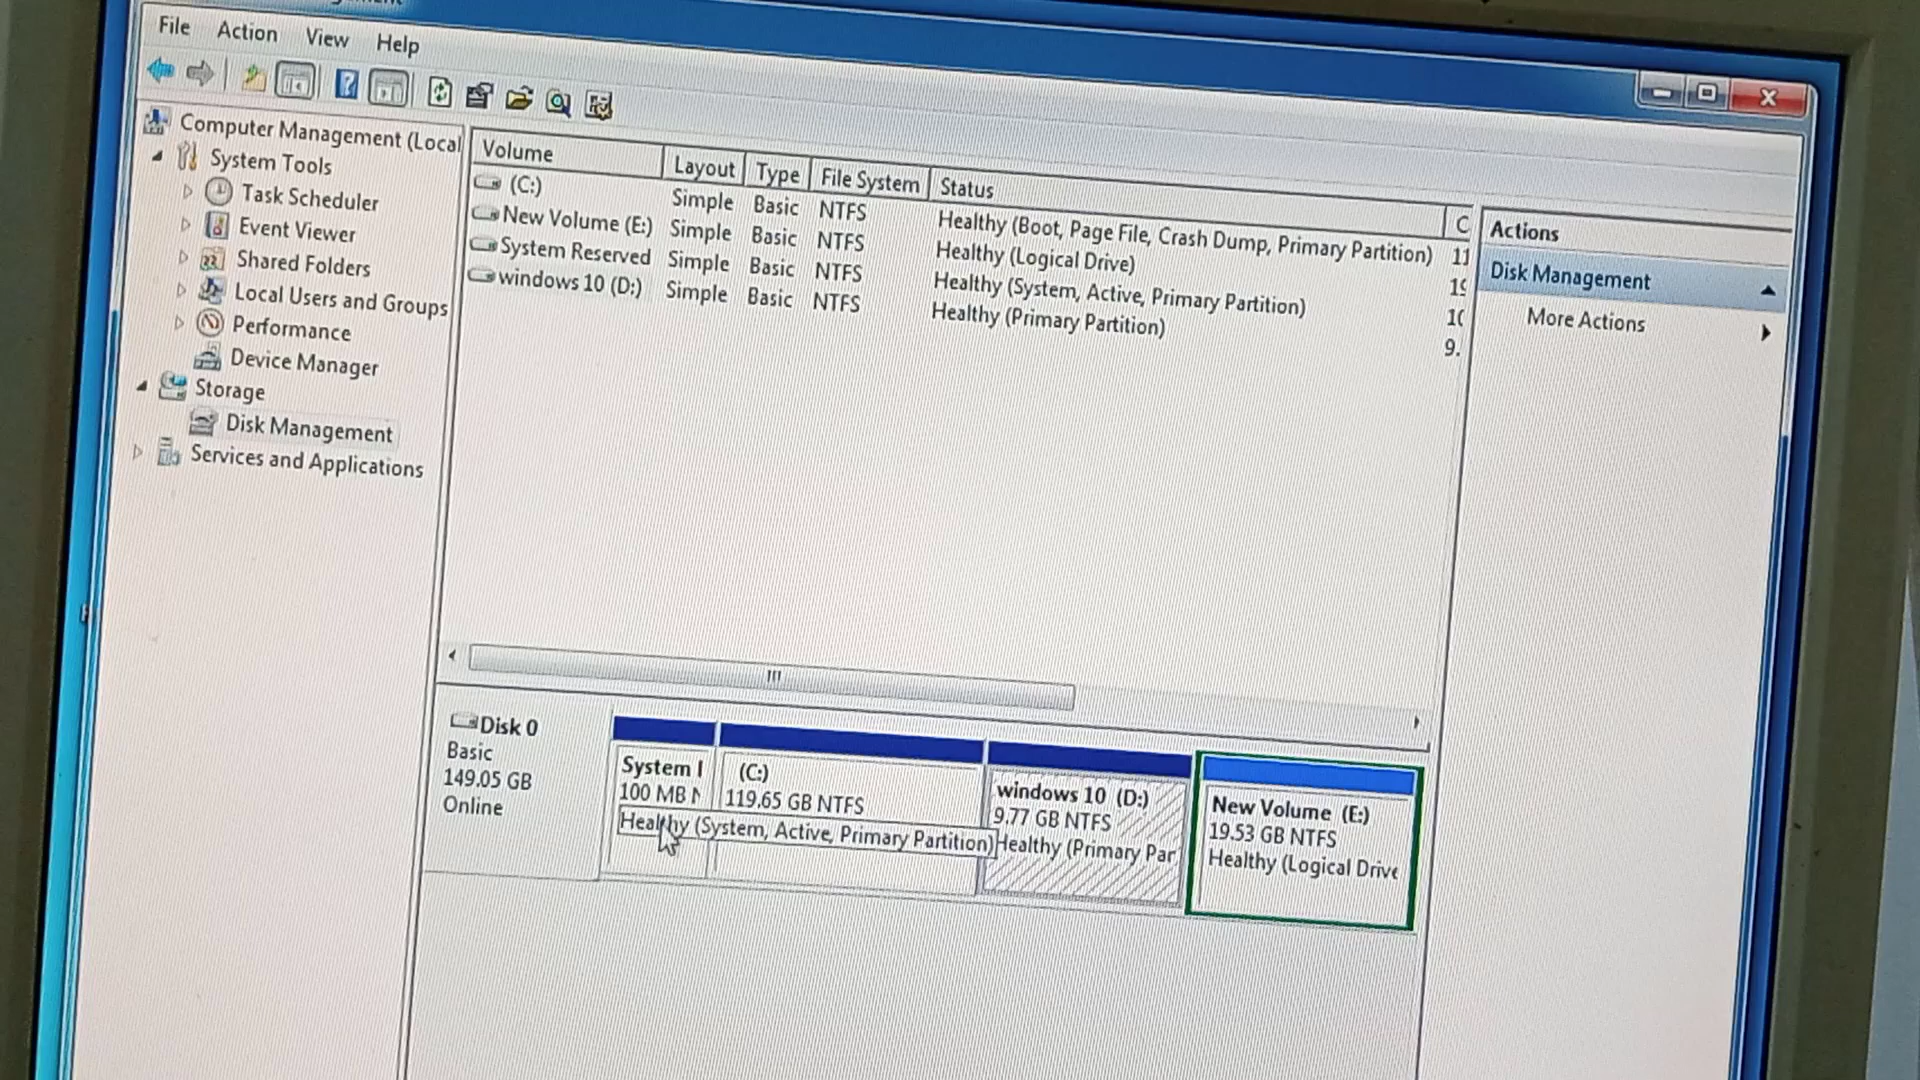 File Action View Help
Computer Management (Local
System Tools
Task Scheduler
Event Viewer
Shared Folders
Local Users and Groups
Performance
Device Manager
Storage
Disk Management
Services and Applications
Volume Layout Type File System Status C
(C:) Simple Basic NTFS Healthy (Boot, Page File, Crash Dump, Primary Partition) 11
New Volume (E:) Simple Basic NTFS Healthy (Logical Drive) 19
System Reserved Simple Basic NTFS Healthy (System, Active, Primary Partition) 10
windows 10 (D:) Simple Basic NTFS Healthy (Primary Partition) 9.
Actions
Disk Management
More Actions
Disk 0
Basic
149.05 GB
Online
System
100 MB
(C:)
119.65 GB NTFS
Healthy (System, Active, Primary Partition)
windows 10 (D:)
9.77 GB NTFS
Healthy (Primary Par
New Volume (E:)
19.53 GB NTFS
Healthy (Logical Drive